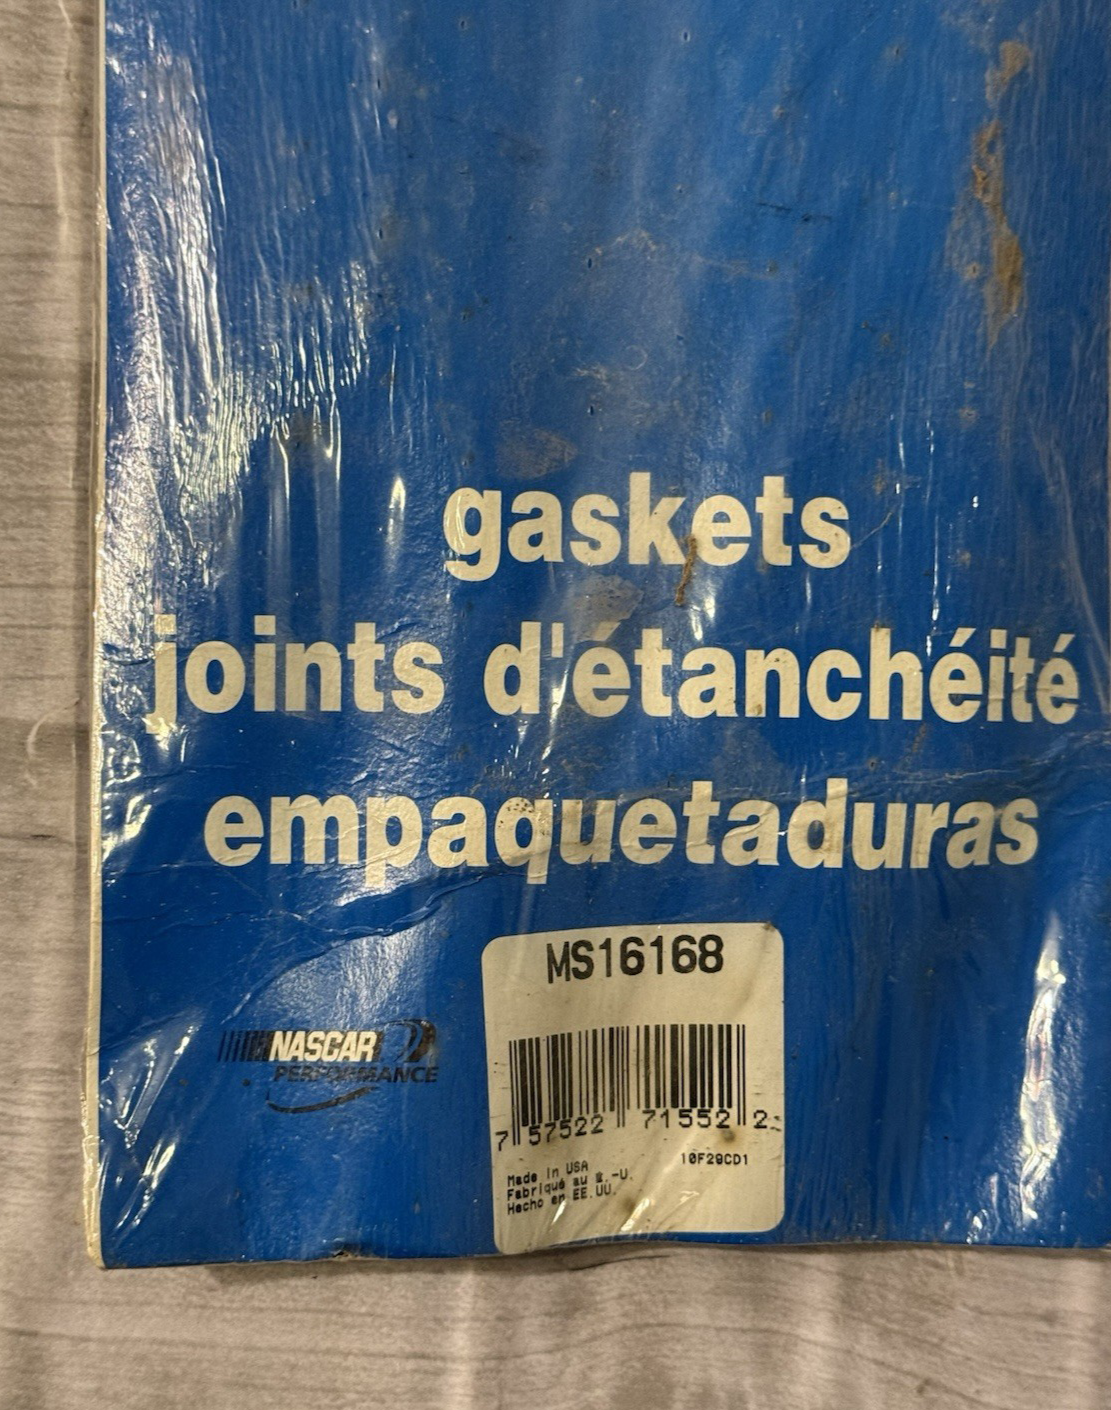 gaskets
joints d'étanchéité
empaquetaduras
MS16168
NASCAR
PERFORMANCE
7 57522 71552 2
10F29CD1
Made in USA
Fabriqué au É.-U.
Hecho en EE.UU.